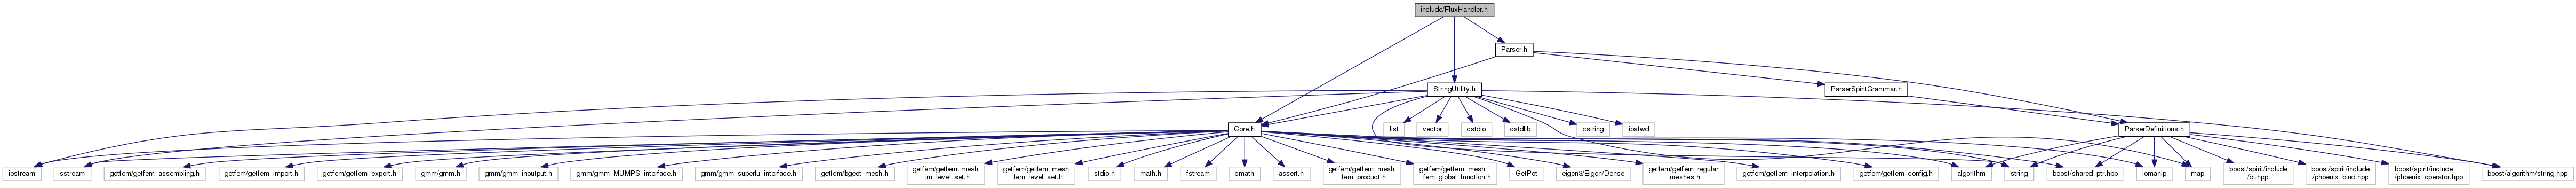 include/FluxHandler.h
Parser.h
StringUtility.h
ParserSpiritGrammar.h
Core.h
list
vector
cstdio
cstdlib
cstring
iosfwd
ParserDefinitions.h
iostream
sstream
getfem/getfem_assembling.h
getfem/getfem_import.h
getfem/getfem_export.h
gmm/gmm.h
gmm/gmm_inoutput.h
gmm/gmm_MUMPS_interface.h
gmm/gmm_superlu_interface.h
getfem/bgeot_mesh.h
getfem/getfem_mesh
_im_level_set.h
getfem/getfem_mesh
_fem_level_set.h
stdio.h
math.h
fstream
cmath
assert.h
getfem/getfem_mesh
_fem_product.h
getfem/getfem_mesh
_fem_global_function.h
GetPot
eigen3/Eigen/Dense
getfem/getfem_regular
_meshes.h
getfem/getfem_interpolation.h
getfem/getfem_config.h
algorithm
string
boost/shared_ptr.hpp
iomanip
map
boost/spirit/include
/qi.hpp
boost/spirit/include
/phoenix_bind.hpp
boost/spirit/include
/phoenix_operator.hpp
boost/algorithm/string.hpp